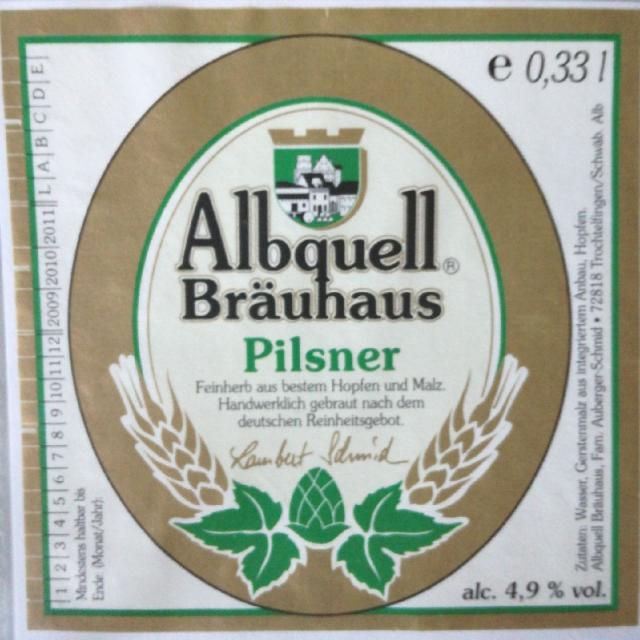 e 0,33 l
Albquell®
Bräuhaus
Pilsner
Feinherb aus bestem Hopfen und Malz.
Handwerklich gebraut nach dem
deutschen Reinheitsgebot.
Lambert Schmid
alc. 4,9 % vol.
1 2 3 4 5 6 7 8 9 10 11 12 2009 2010 2011 L A B C D E
Mindestens haltbar bis
Ende (Monat/Jahr):
Zutaten: Wasser, Gerstenmalz aus integriertem Anbau, Hopfen.
Albquell Bräuhaus, Fam. Auberger-Schmid • 72818 Trochtelfingen/Schwäb. Alb